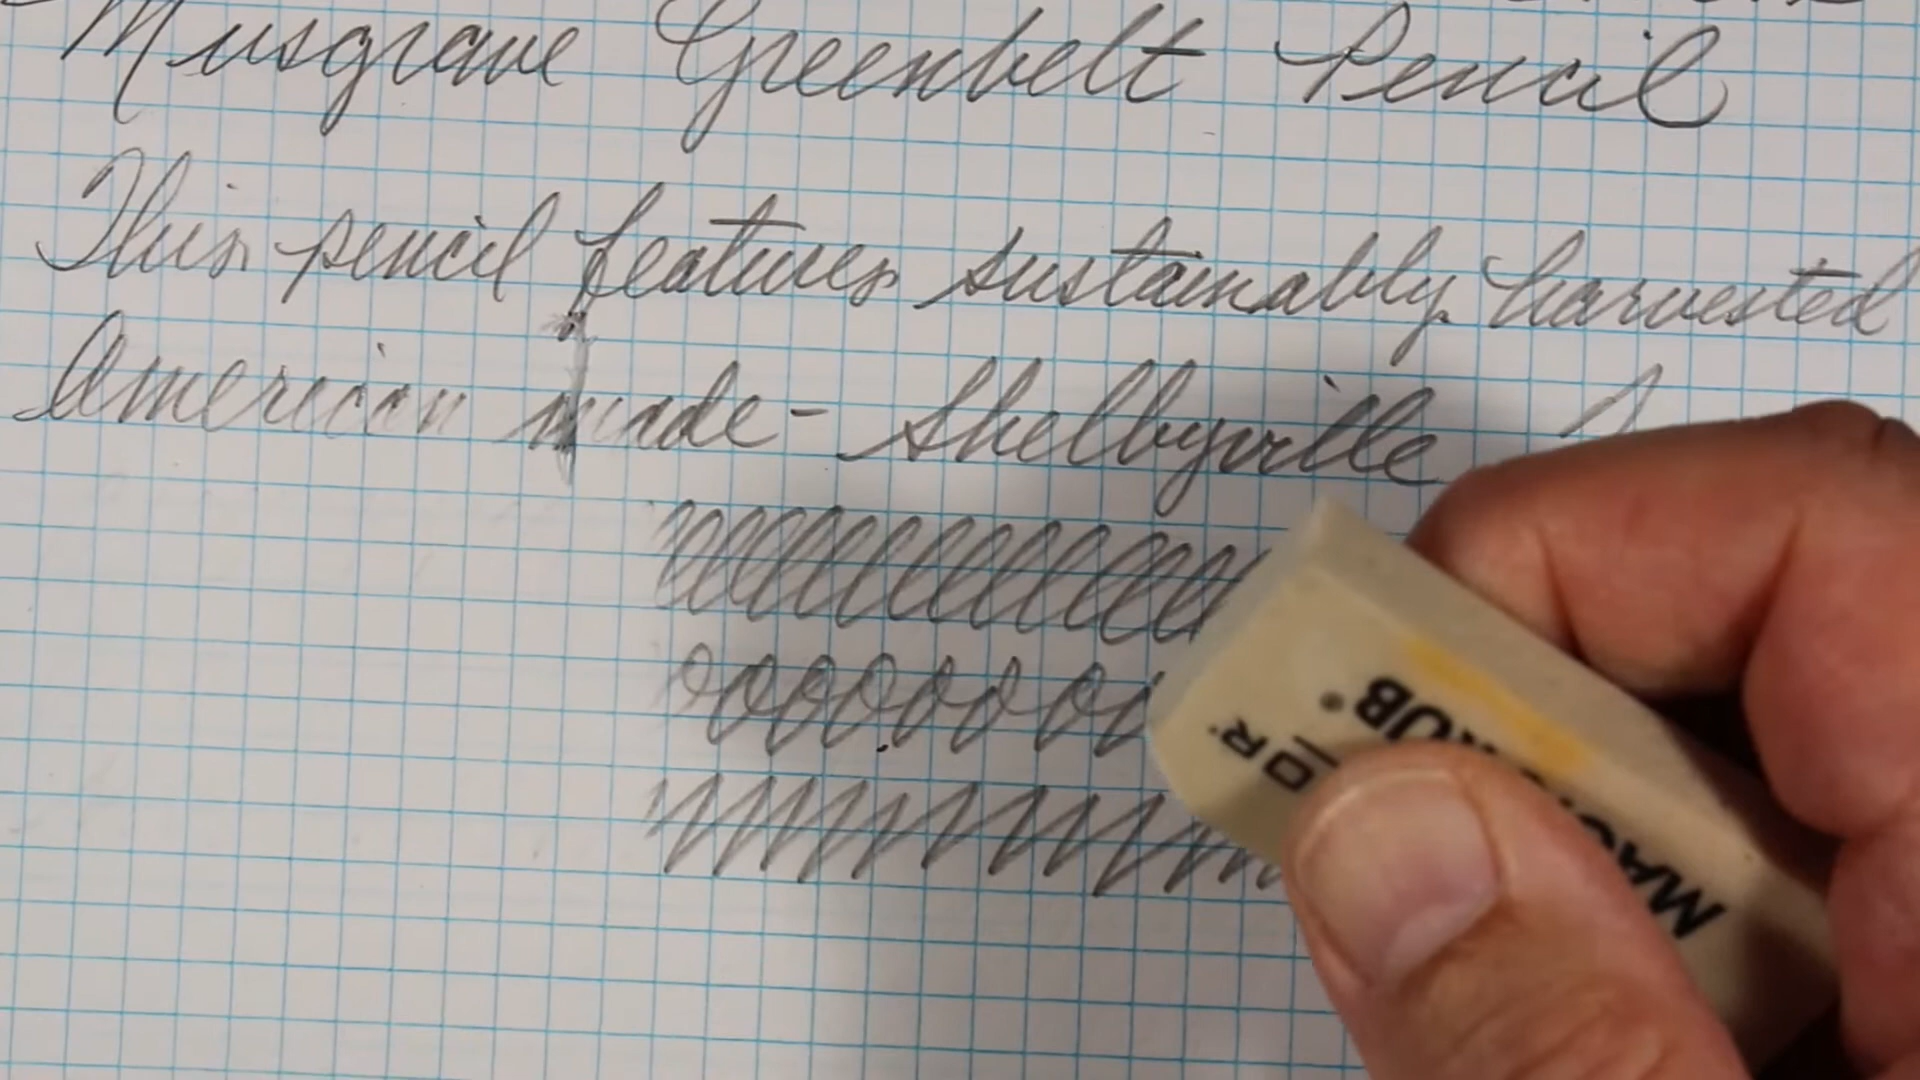 Musgrave Greenbelt Pencil
This pencil features sustainably harvested
American made - Shelbyville
MAGIC RUB